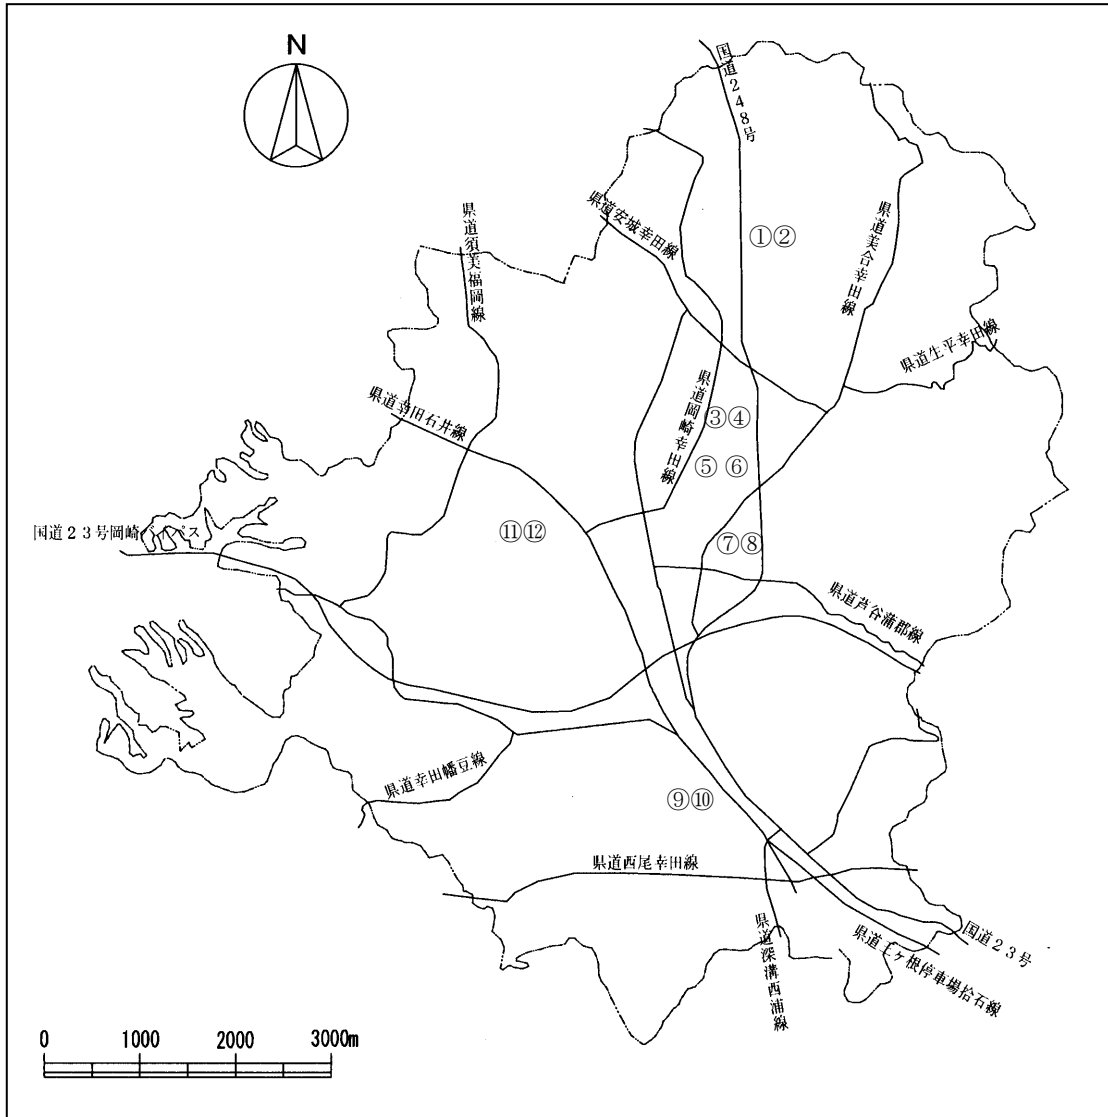 N
国道248号
県道安城幸田線
県道須美福岡線
県道美合幸田線
①②
県道生平幸田線
県道幸田石井線
県道岡崎幸田線
③④
⑤ ⑥
国道23号岡崎バイパス
⑪⑫
⑦⑧
県道芦谷蒲郡線
県道幸田幡豆線
⑨⑩
県道西尾幸田線
県道深溝西浦線
国道23号
県道三ケ根停車場拾石線
0 1000 2000 3000m